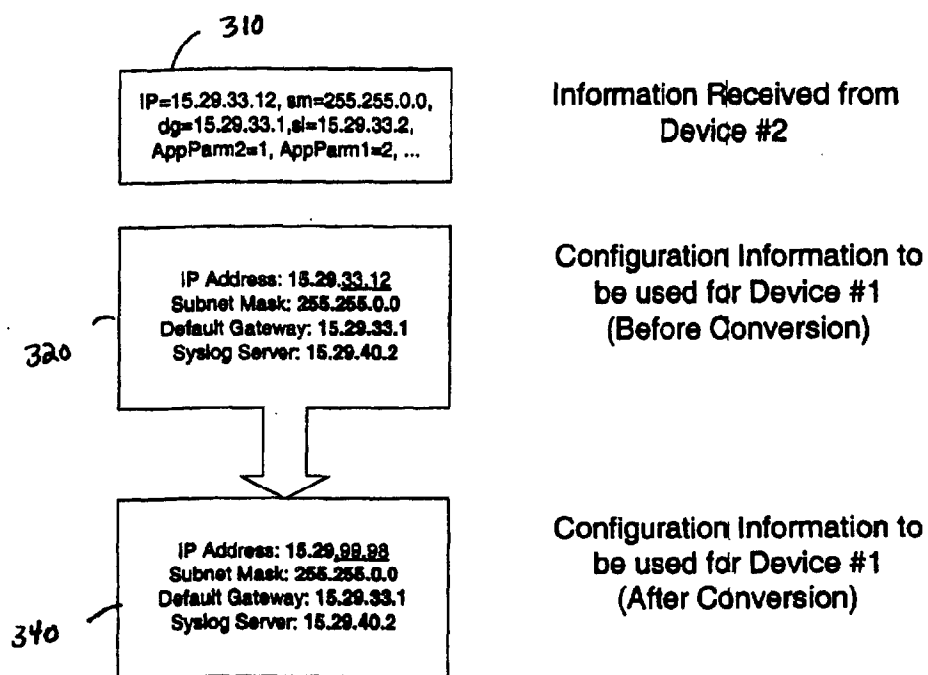 310
IP=15.29.33.12, sm=255.255.0.0,
dg=15.29.33.1,sl=15.29.33.2,
AppParm2=1, AppParm1=2, ...
Information Received from
Device #2
IP Address: 15.29.33.12
Subnet Mask: 255.255.0.0
Default Gateway: 15.29.33.1
Syslog Server: 15.29.40.2
320
Configuration Information to
be used for Device #1
(Before Conversion)
IP Address: 15.29.99.98
Subnet Mask: 255.255.0.0
Default Gateway: 15.29.33.1
Syslog Server: 15.29.40.2
340
Configuration Information to
be used for Device #1
(After Conversion)